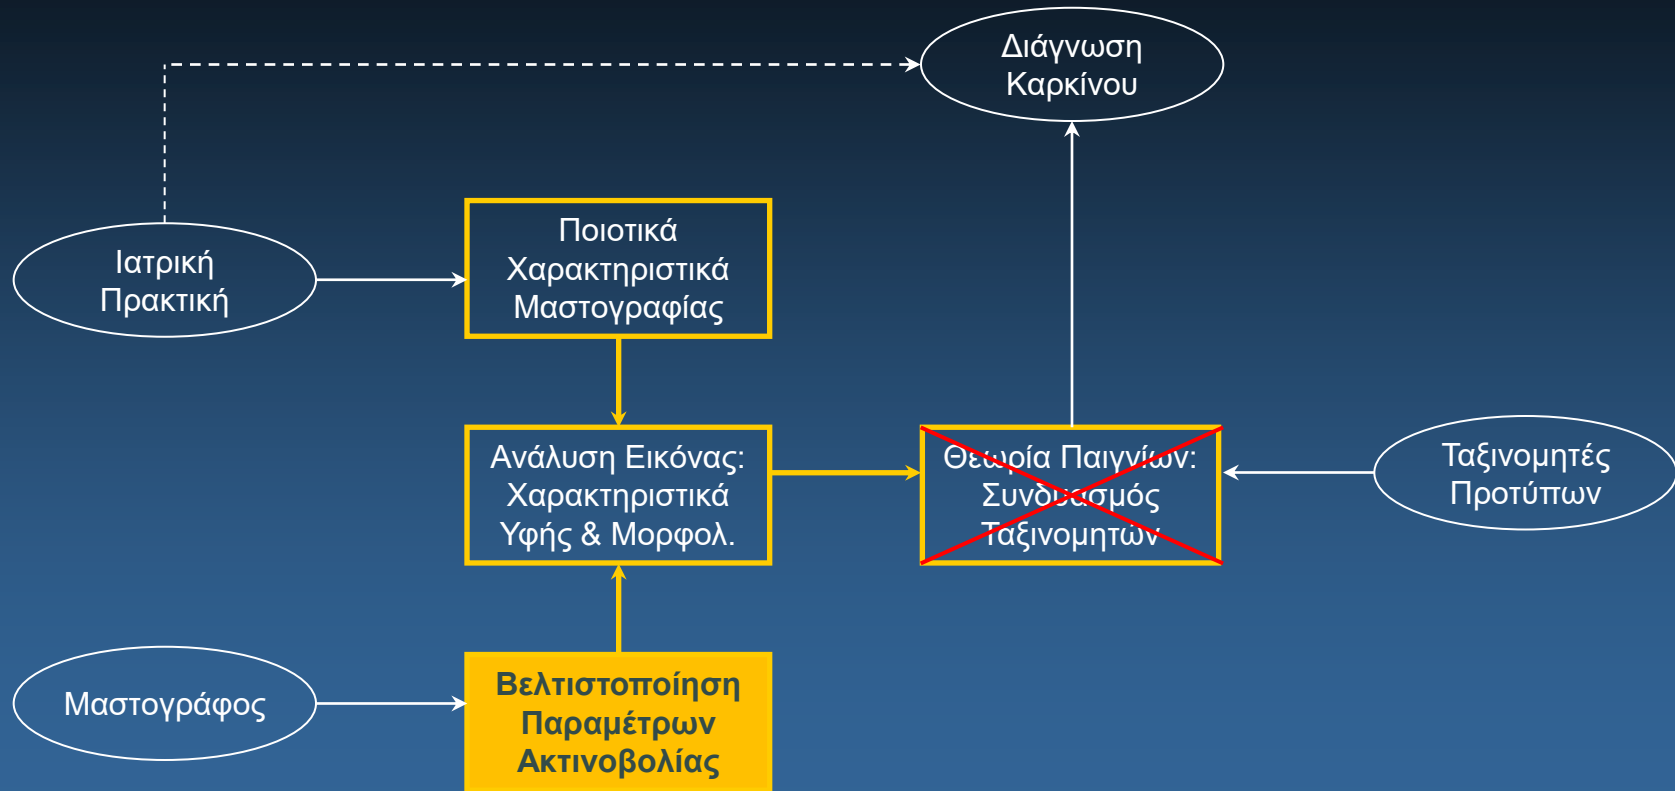 Διάγνωση
Καρκίνου
Ιατρική
Πρακτική
Ποιοτικά
Χαρακτηριστικά
Μαστογραφίας
Ανάλυση Εικόνας:
Χαρακτηριστικά
Υφής & Μορφολ.
Θεωρία Παιγνίων:
Συνδυασμός
Ταξινομητών
Ταξινομητές
Προτύπων
Μαστογράφος
Βελτιστοποίηση
Παραμέτρων
Ακτινοβολίας